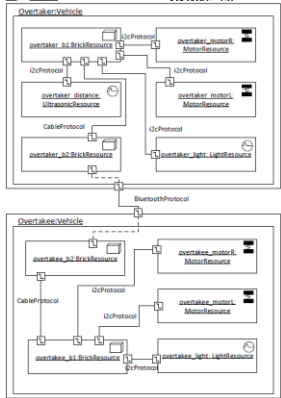 Overtaker:Vehicle
overtaker_b1:BrickResource
i2cProtocol
overtaker_motorR:
MotorResource
i2cProtocol
i2cProtocol
overtaker_distance:
UltrasonicResource
overtaker_motorL:
MotorResource
CableProtocol
i2cProtocol
overtaker_b2:BrickResource
overtaker_light: LightResource
BluetoothProtocol
Overtakee:Vehicle
overtakee_b2:BrickResource
overtakee_motorR:
MotorResource
i2cProtocol
CableProtocol
overtakee_motorL:
MotorResource
i2cProtocol
overtakee_b1:BrickResource
overtakee_light: LightResource
i2cProtocol